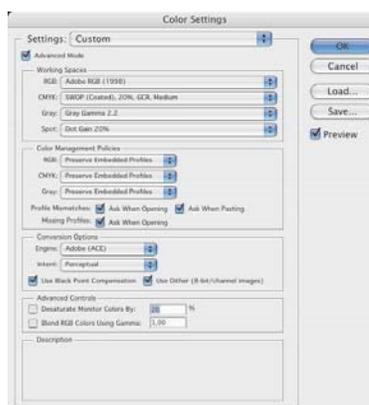 Color Settings
Settings: Custom
OK
Advanced Mode
Cancel
Working Spaces
RGB: Adobe RGB (1998)
Load...
CMYK: SWOP (Coated), 20%, GCR, Medium
Save...
Gray: Gray Gamma 2.2
Preview
Spot: Dot Gain 20%
Color Management Policies
RGB: Preserve Embedded Profiles
CMYK: Preserve Embedded Profiles
Gray: Preserve Embedded Profiles
Profile Mismatches: Ask When Opening Ask When Pasting
Missing Profiles: Ask When Opening
Conversion Options
Engine: Adobe (ACE)
Intent: Perceptual
Use Black Point Compensation Use Dither (8-bit/channel images)
Advanced Controls
Desaturate Monitor Colors By: 20 %
Blend RGB Colors Using Gamma: 1.00
Description